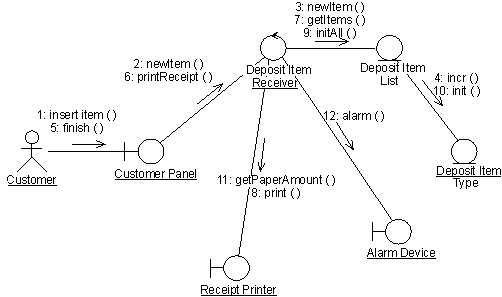 3: newItem ()
7: getItems ()
9: initAll ()
2: newItem ()
6: printReceipt ()
Deposit Item
Receiver
Deposit Item
List
4: incr ()
10: init ()
1: insert item ()
5: finish ()
12: alarm ()
Customer
Customer Panel
Deposit Item
Type
11: getPaperAmount ()
8: print ()
Alarm Device
Receipt Printer